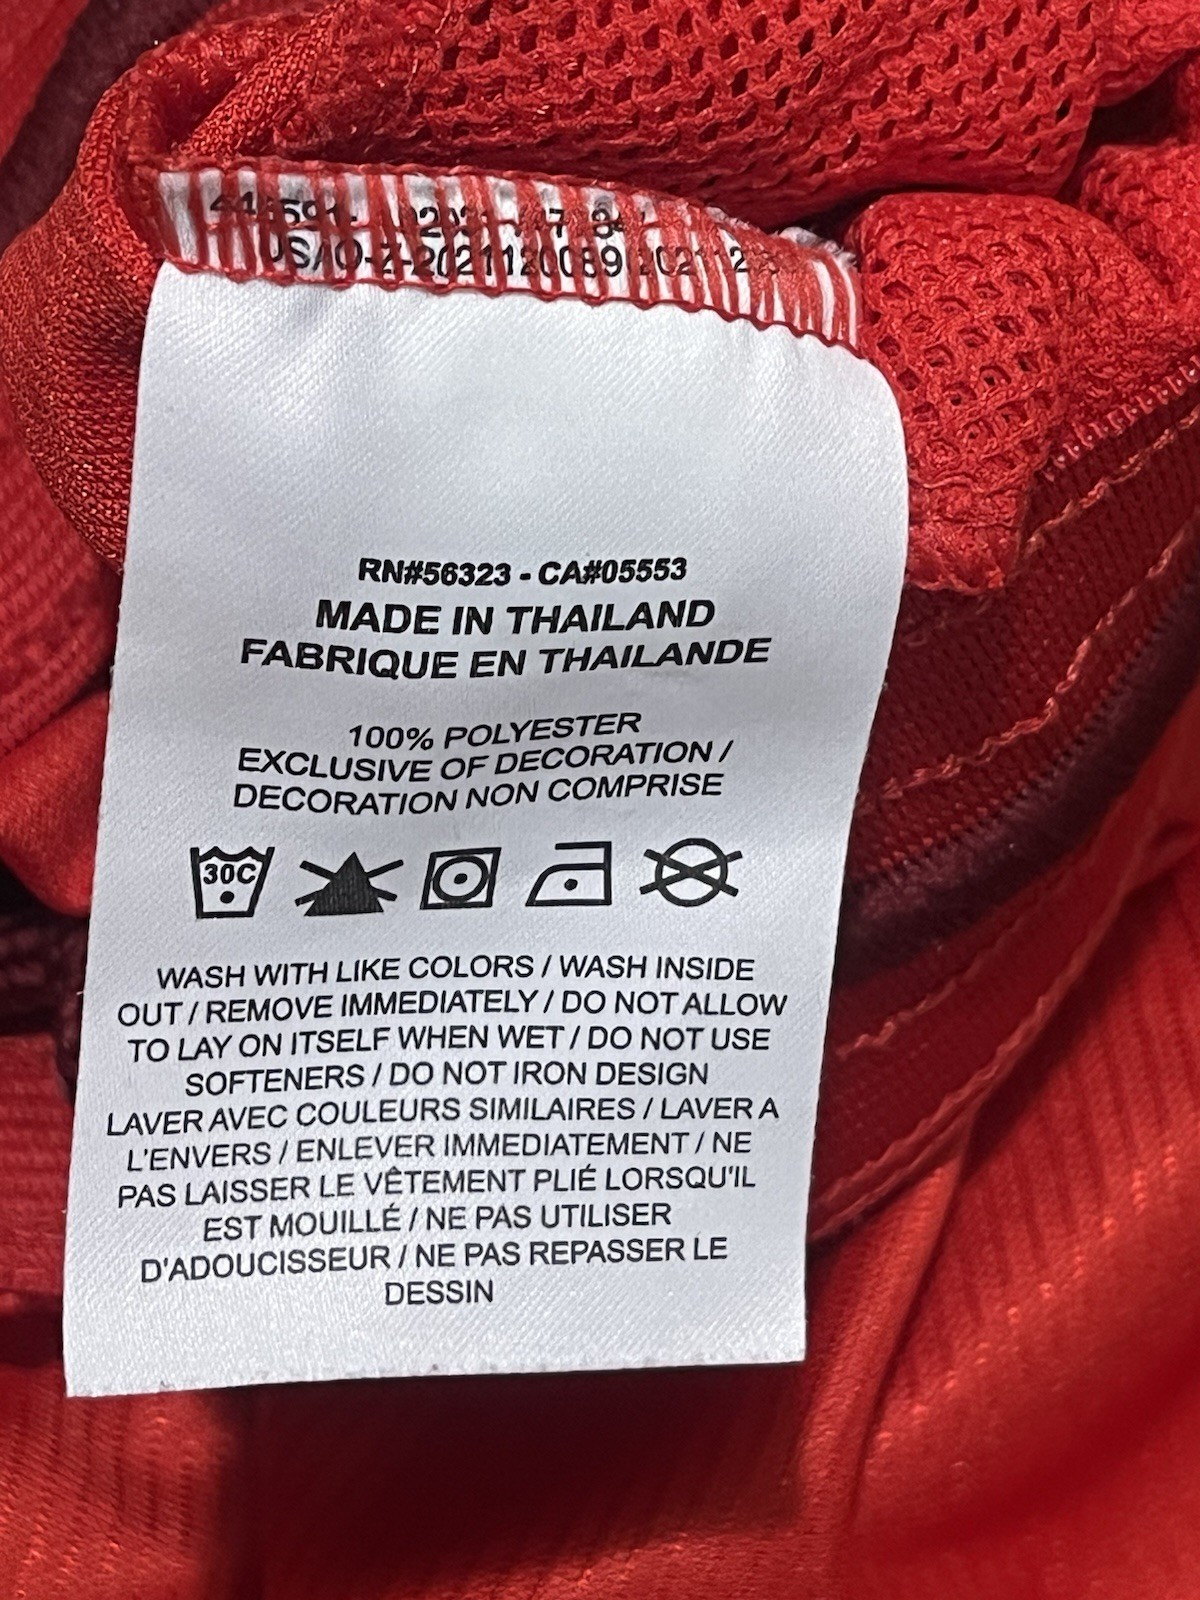 RN#56323 - CA#05553
MADE IN THAILAND
FABRIQUE EN THAILANDE
100% POLYESTER
EXCLUSIVE OF DECORATION /
DECORATION NON COMPRISE
30C
WASH WITH LIKE COLORS / WASH INSIDE
OUT / REMOVE IMMEDIATELY / DO NOT ALLOW
TO LAY ON ITSELF WHEN WET / DO NOT USE
SOFTENERS / DO NOT IRON DESIGN
LAVER AVEC COULEURS SIMILAIRES / LAVER A
L'ENVERS / ENLEVER IMMEDIATEMENT / NE
PAS LAISSER LE VÊTEMENT PLIÉ LORSQU'IL
EST MOUILLÉ / NE PAS UTILISER
D'ADOUCISSEUR / NE PAS REPASSER LE
DESSIN